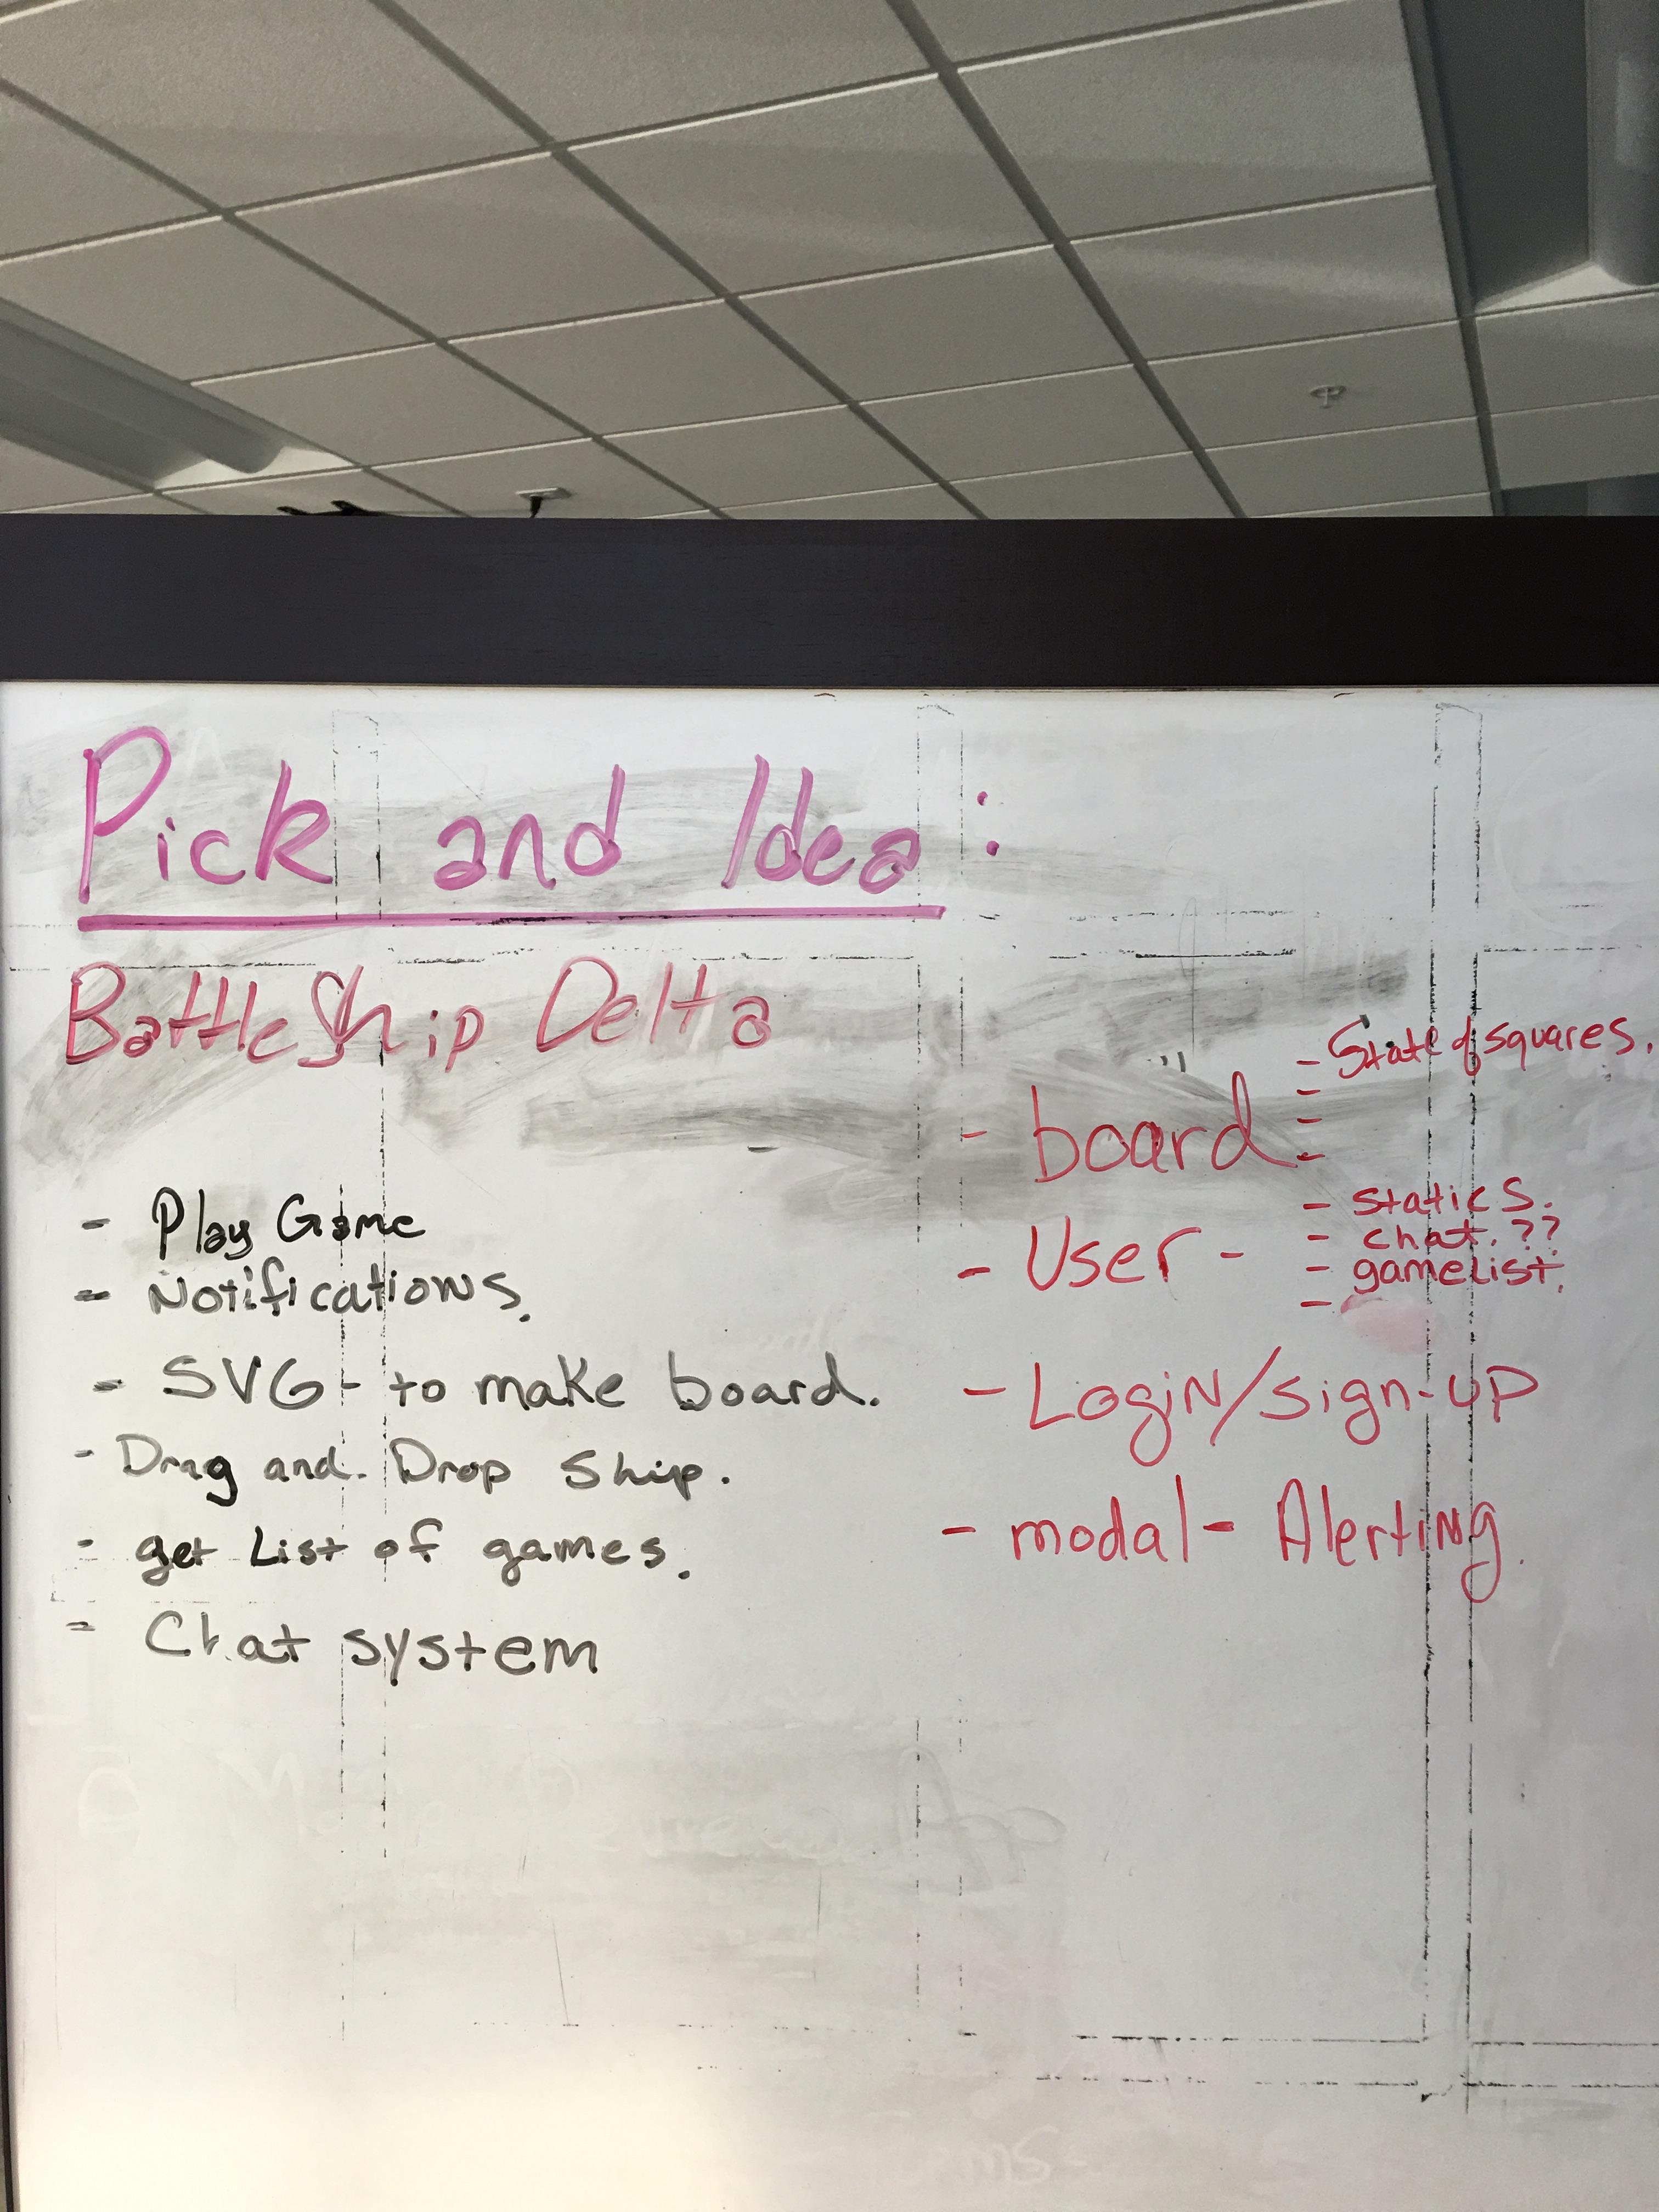 Pick and Idea:
BattleShip Delta
- Play Game
- Notifications.
- SVG - to make board.
- Drag and. Drop Ship.
- get List of games.
- Chat system
- board
- State of squares.
-
-
-
- User -
- statics.
- chat. ??
- gamelist.
-
- Login/sign-up
- modal - Alerting.